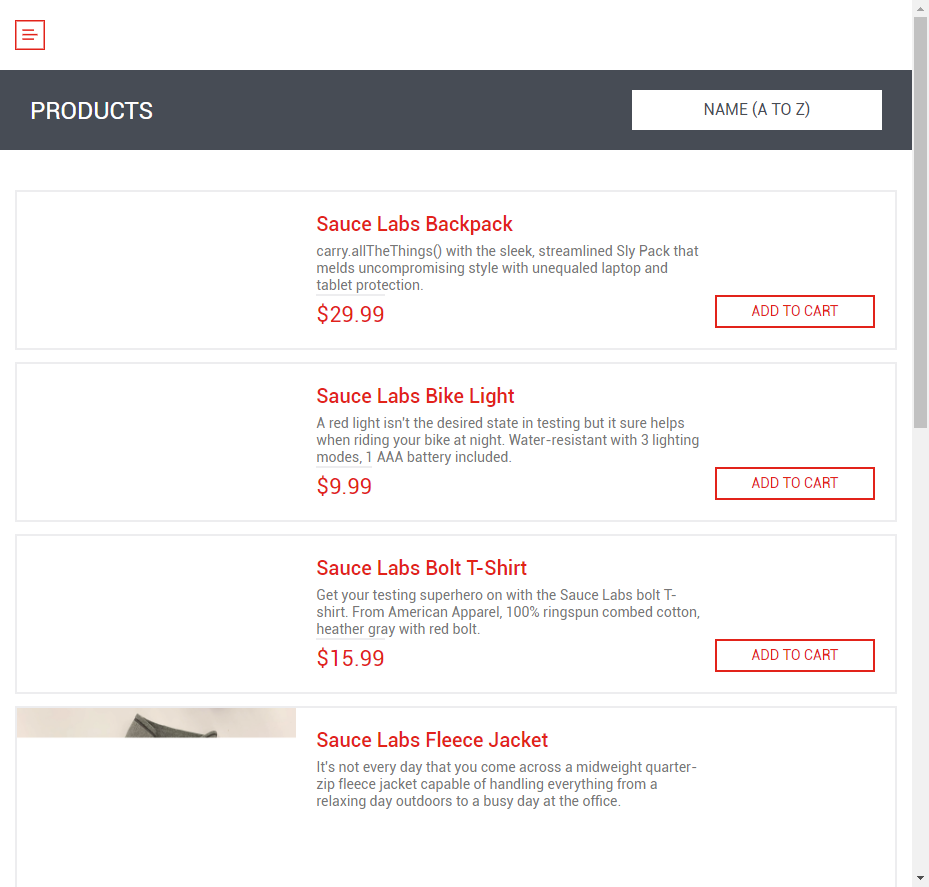 PRODUCTS
NAME (A TO Z)
Sauce Labs Backpack
carry.allTheThings() with the sleek, streamlined Sly Pack that
melds uncompromising style with unequaled laptop and
tablet protection.
$29.99
ADD TO CART
Sauce Labs Bike Light
A red light isn't the desired state in testing but it sure helps
when riding your bike at night. Water-resistant with 3 lighting
modes, 1 AAA battery included.
$9.99
ADD TO CART
Sauce Labs Bolt T-Shirt
Get your testing superhero on with the Sauce Labs bolt T-
shirt. From American Apparel, 100% ringspun combed cotton,
heather gray with red bolt.
$15.99
ADD TO CART
Sauce Labs Fleece Jacket
It's not every day that you come across a midweight quarter-
zip fleece jacket capable of handling everything from a
relaxing day outdoors to a busy day at the office.